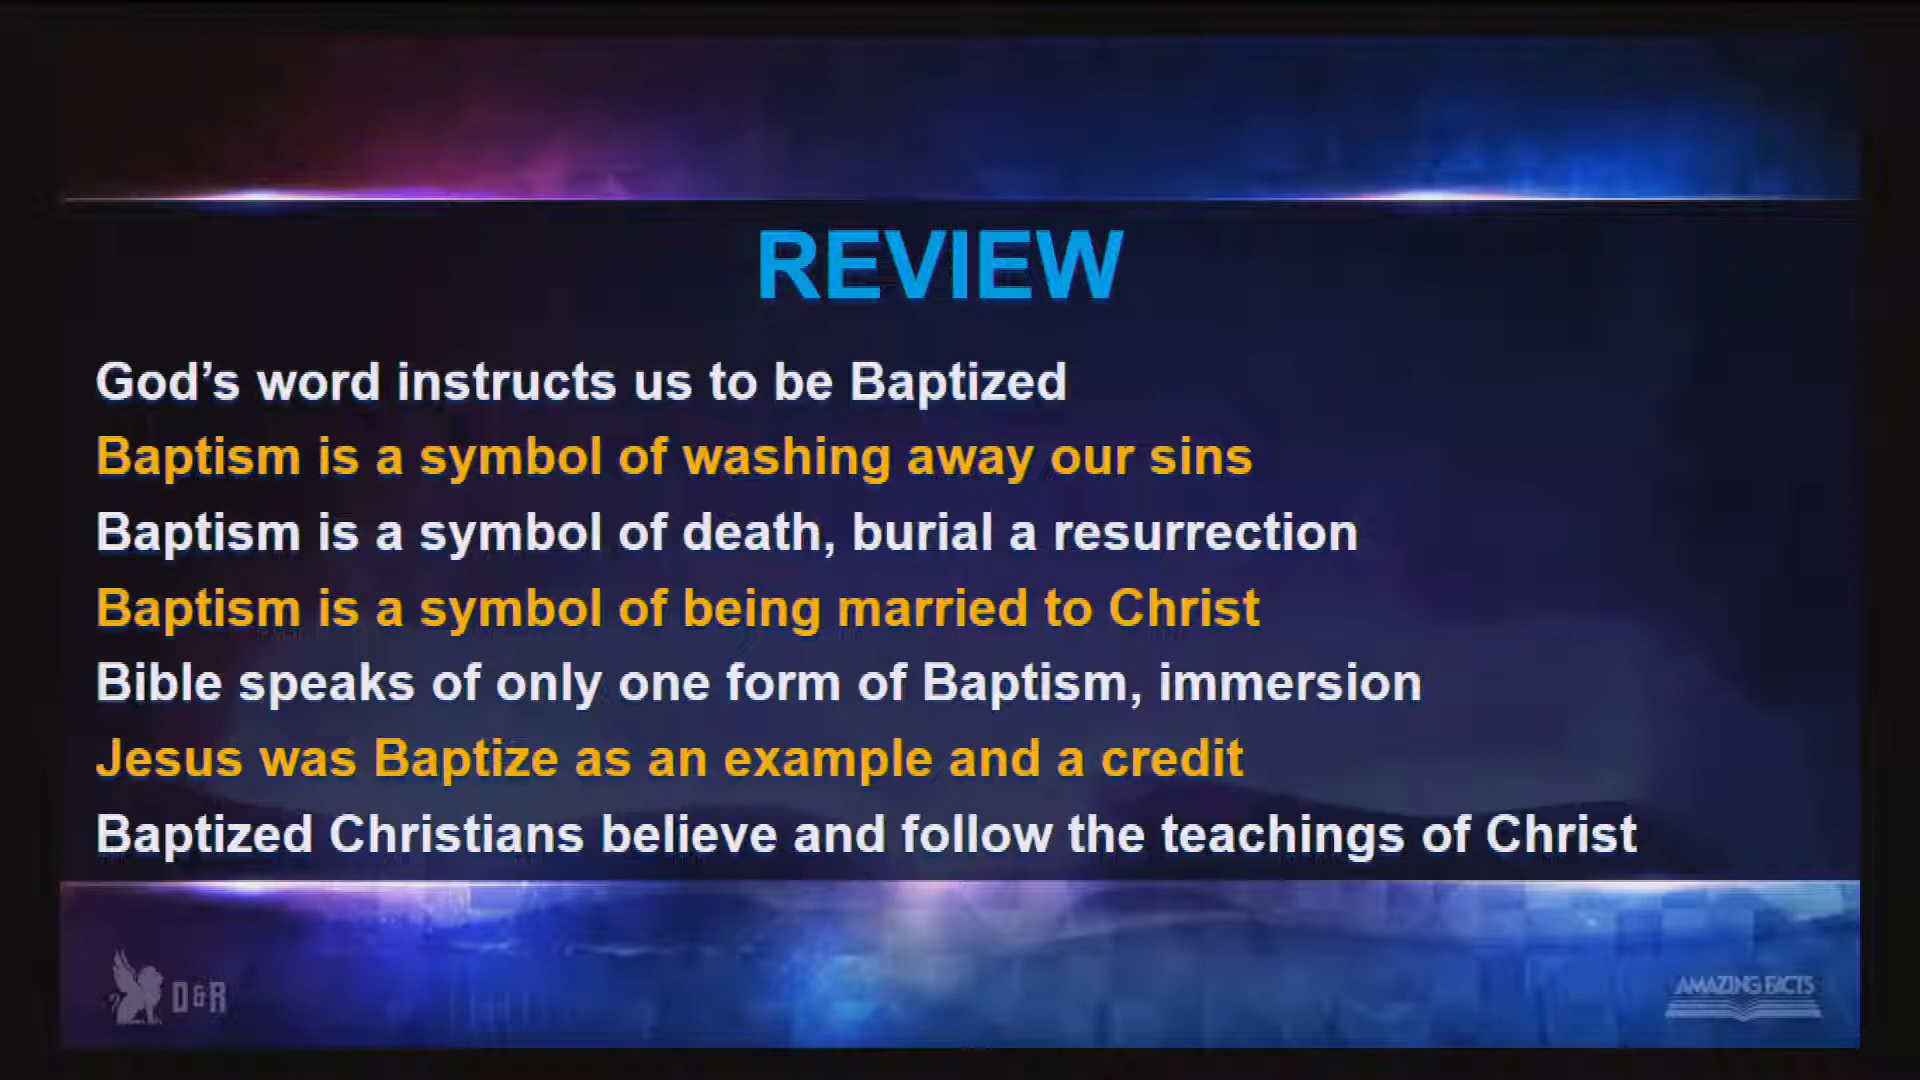 REVIEW
God’s word instructs us to be Baptized
Baptism is a symbol of washing away our sins
Baptism is a symbol of death, burial a resurrection
Baptism is a symbol of being married to Christ
Bible speaks of only one form of Baptism, immersion
Jesus was Baptize as an example and a credit
Baptized Christians believe and follow the teachings of Christ
D&R
AMAZING FACTS